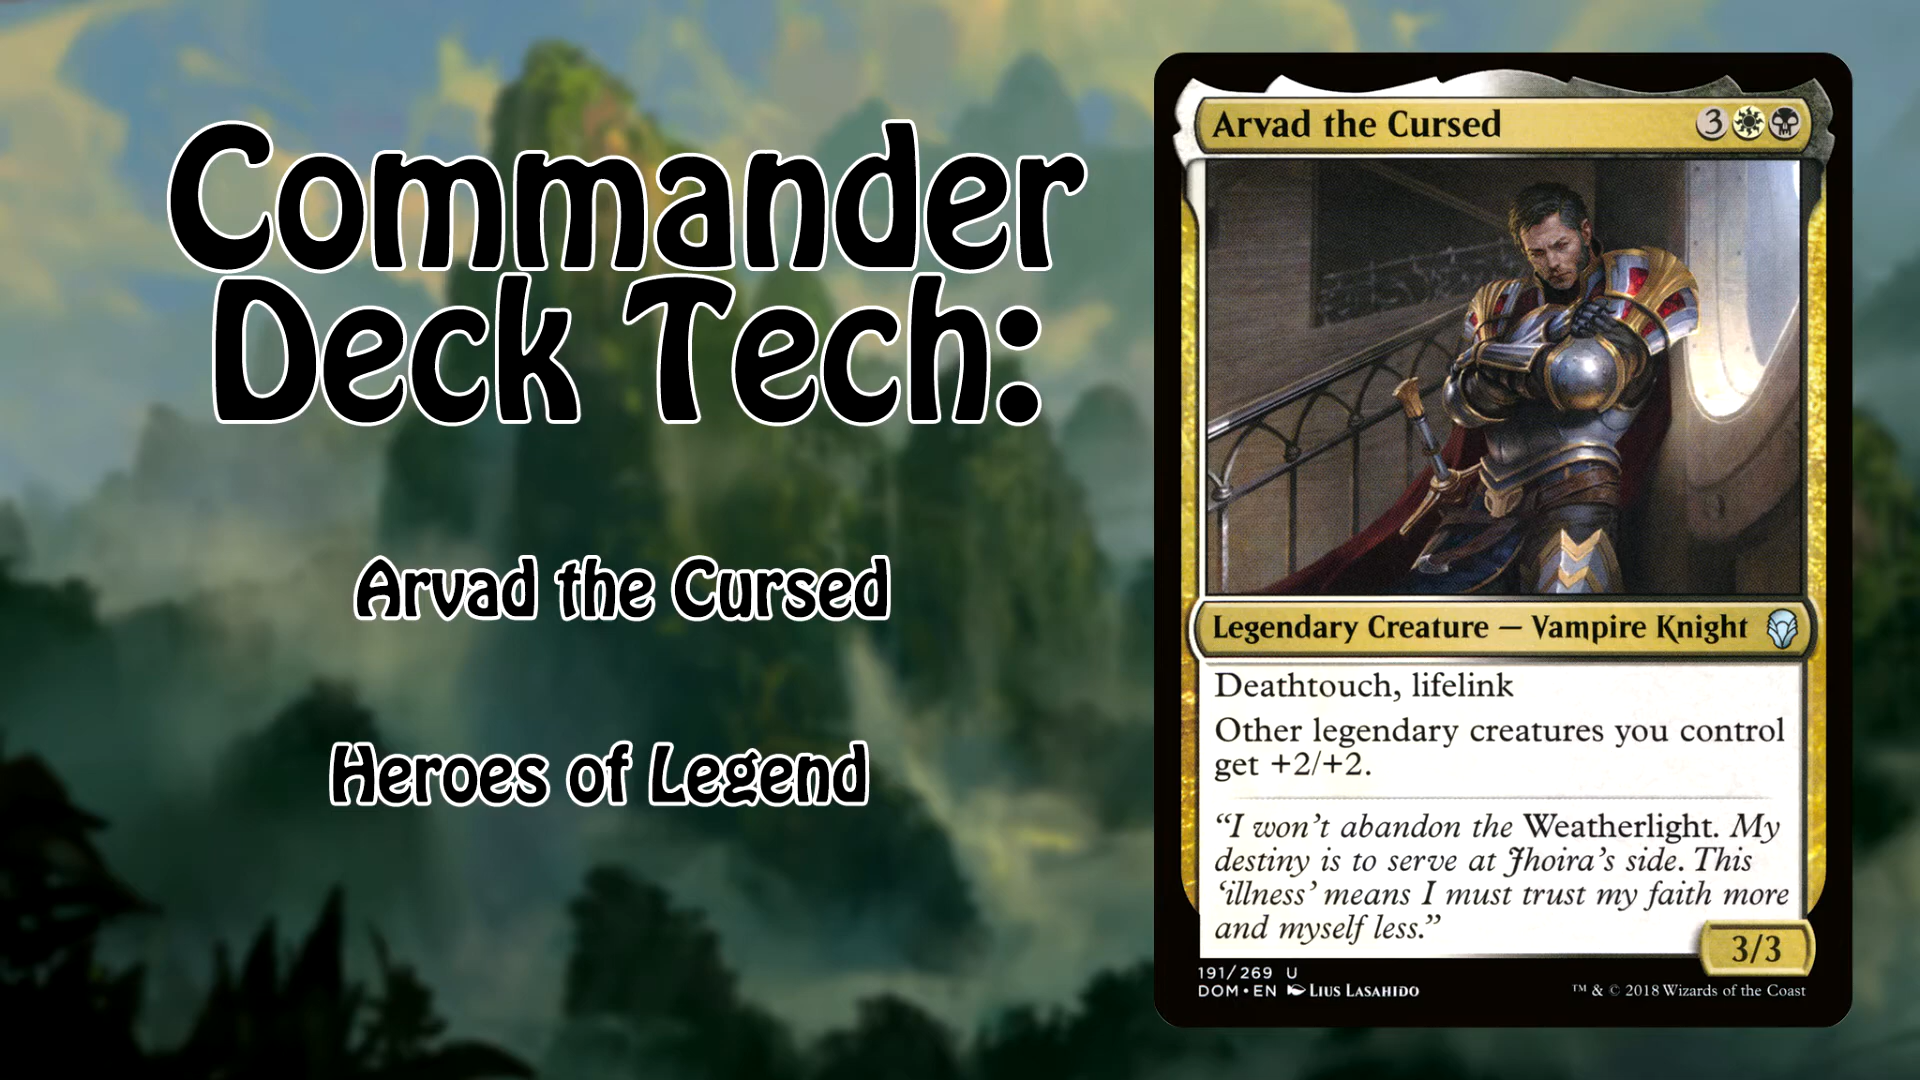 Commander
Deck Tech:
Arvad the Cursed
Heroes of Legend
Arvad the Cursed
3
Legendary Creature — Vampire Knight
Deathtouch, lifelink
Other legendary creatures you control
get +2/+2.
“I won’t abandon the Weatherlight. My
destiny is to serve at Jhoira’s side. This
‘illness’ means I must trust my faith more
and myself less.”
3/3
191/269 U
DOM • EN Lius Lasahido
™ & © 2018 Wizards of the Coast